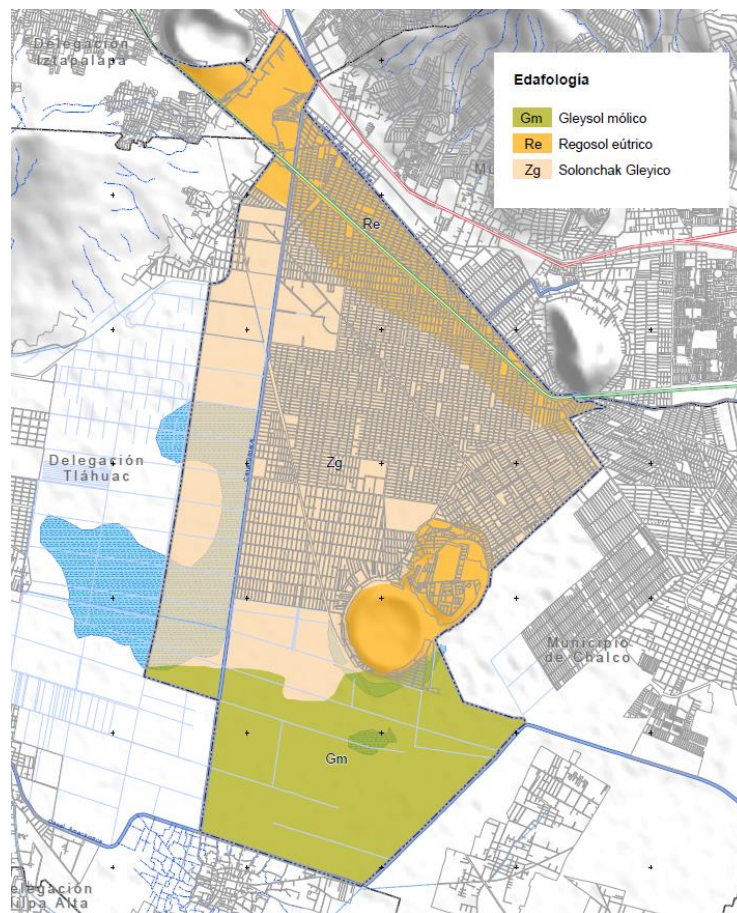 Delegación
Iztapalapa
Edafología
Gm Gleysol mólico
Re Regosol eútrico
Zg Solonchak Gleyico
Re
Delegación
Tláhuac
Zg
Municipio
de Chalco
Gm
elegación
ilpa Alta